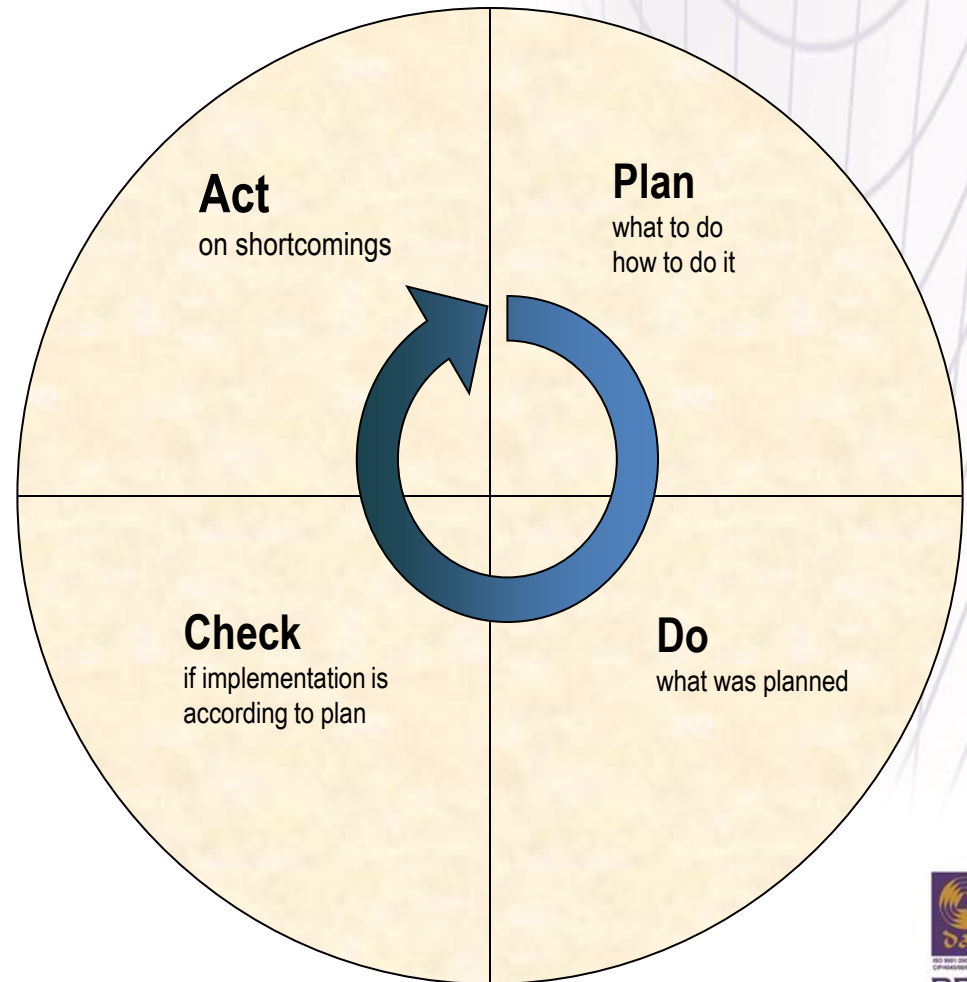 Act
on shortcomings
Plan
what to do
how to do it
Check
if implementation is
according to plan
Do
what was planned